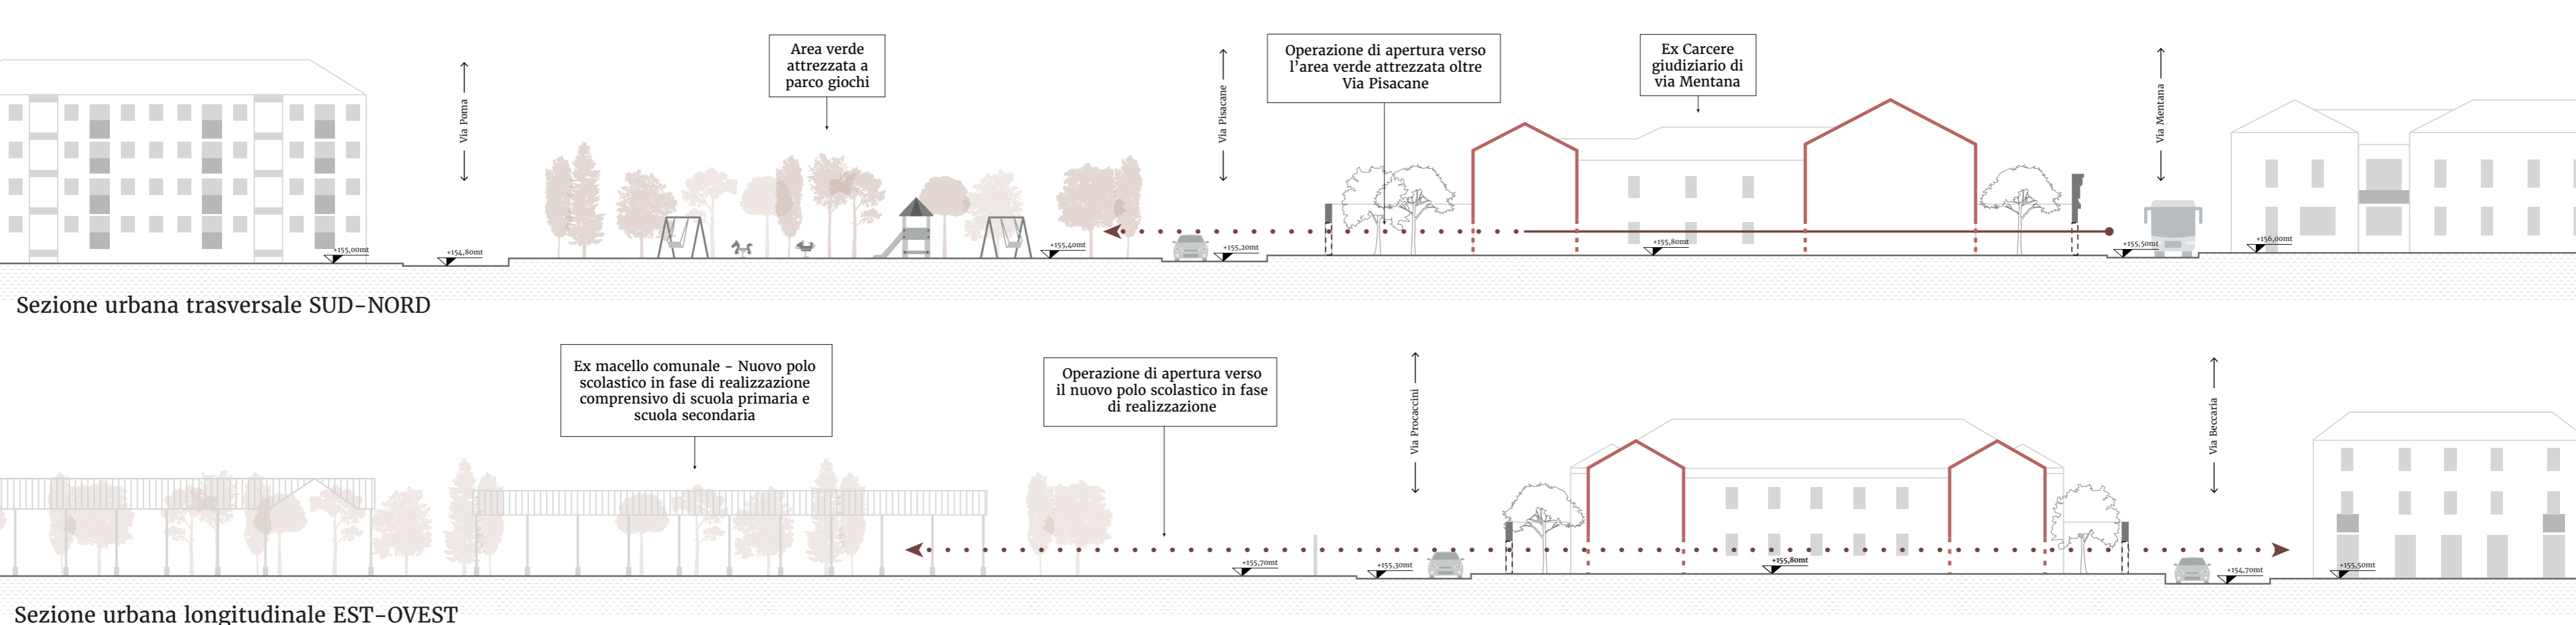 Area verde
attrezzata a
parco giochi
Operazione di apertura verso
l’area verde attrezzata oltre
Via Pisacane
Ex Carcere
giudiziario di
via Mentana
Via Poma
Via Pisacane
Via Mentana
+155,00mt
+154,80mt
+155,40mt
+155,20mt
+155,80mt
+155,50mt
+156,00mt
Sezione urbana trasversale SUD-NORD
Ex macello comunale - Nuovo polo
scolastico in fase di realizzazione
comprensivo di scuola primaria e
scuola secondaria
Operazione di apertura verso
il nuovo polo scolastico in fase
di realizzazione
Via Procaccini
Via Beccaria
+155,70mt
+155,30mt
+155,80mt
+154,70mt
+155,50mt
Sezione urbana longitudinale EST-OVEST